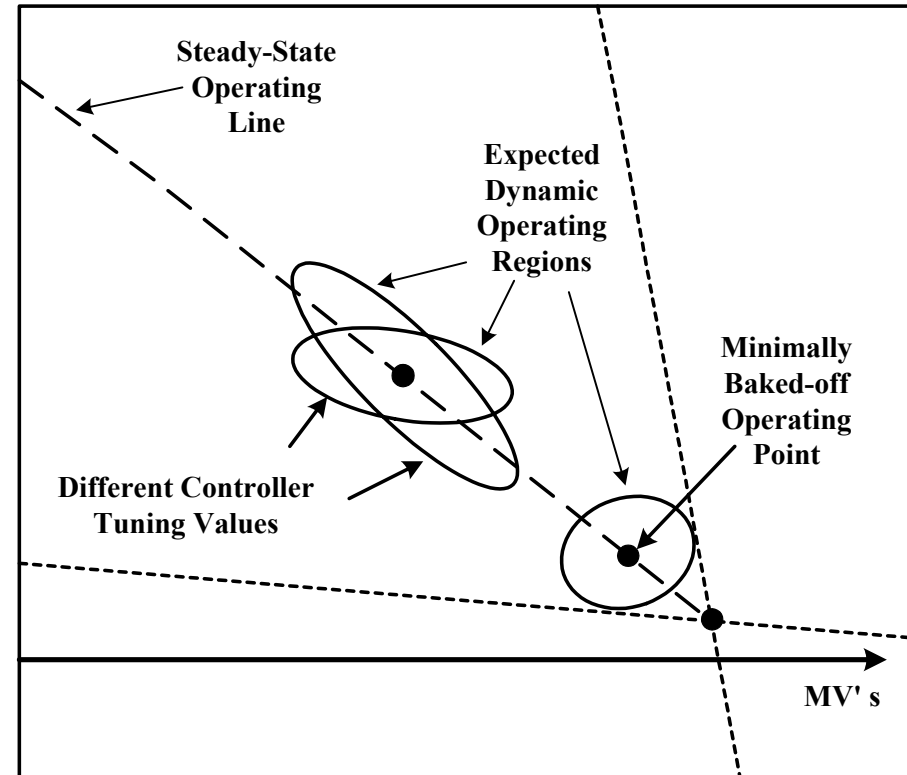 Steady-State
Operating
Line
Expected
Dynamic
Operating
Regions
Minimally
Baked-off
Operating
Point
Different Controller
Tuning Values
MV' s